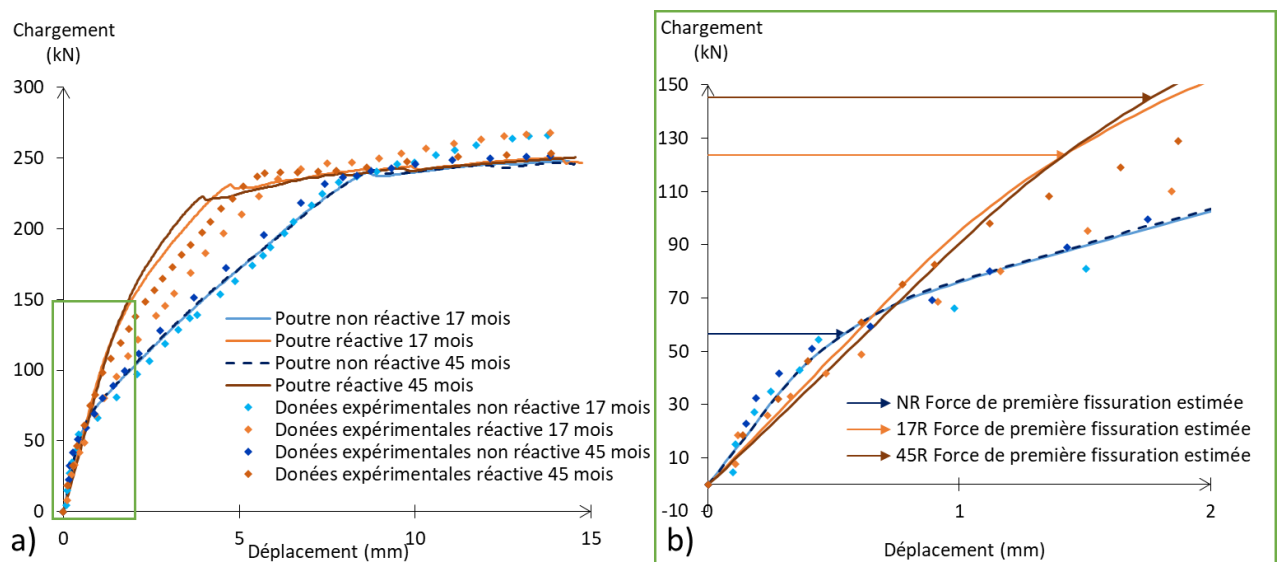 Chargement
(kN)
300
250
200
150
100
50
0
0
5
10
15
Déplacement (mm)
a)
Poutre non réactive 17 mois
Poutre réactive 17 mois
Poutre non réactive 45 mois
Poutre réactive 45 mois
Donées expérimentales non réactive 17 mois
Donées expérimentales réactive 17 mois
Donées expérimentales non réactive 45 mois
Donées expérimentales réactive 45 mois
Chargement
(kN)
150
130
110
90
70
50
30
10
-10
0
1
2
Déplacement (mm)
b)
NR Force de première fissuration estimée
17R Force de première fissuration estimée
45R Force de première fissuration estimée